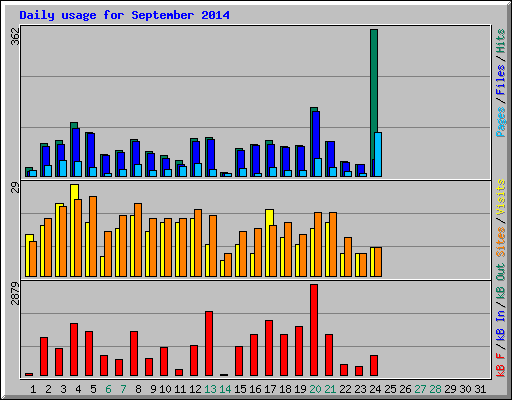 Daily usage for September 2014
362
29
2879
Pages / Files / Hits
Sites / Visits
kB F / kB In / kB Out
1 2 3 4 5 6 7 8 9 10 11 12 13 14 15 16 17 18 19 20 21 22 23 24 25 26 27 28 29 30 31